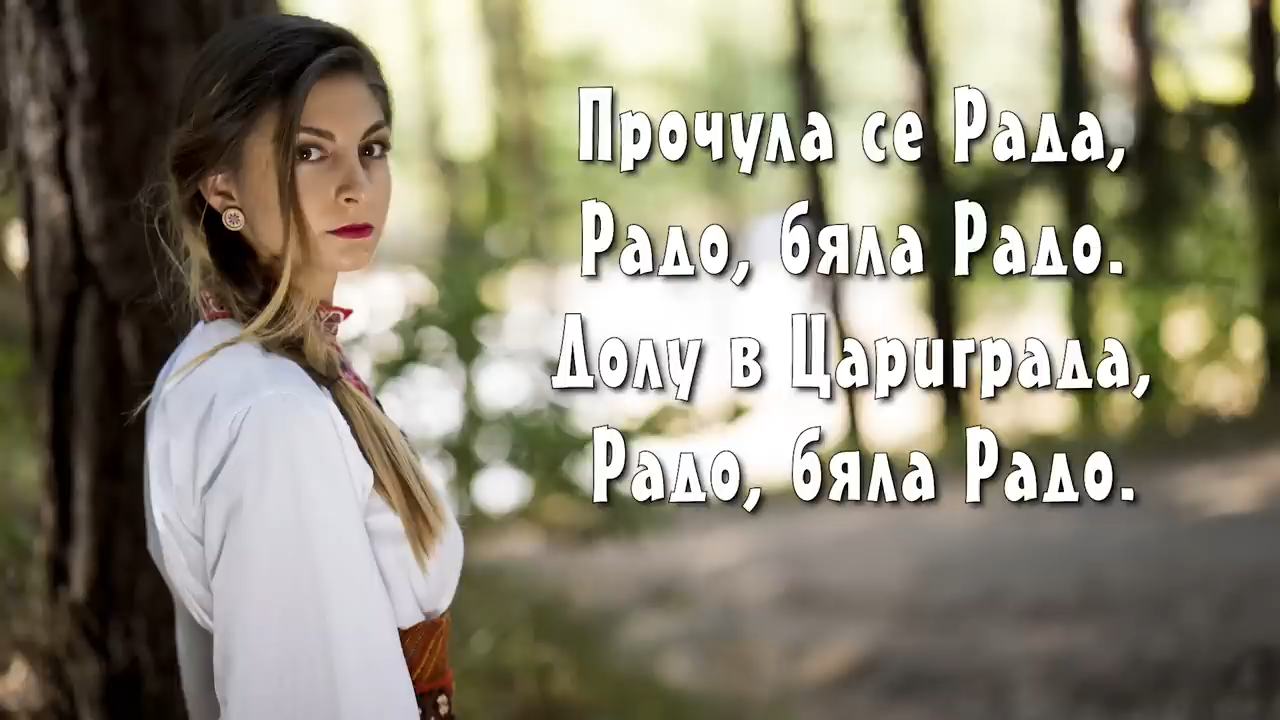 Прочула се Рада,
Радо, бяла Радо.
Долу в Цариграда,
Радо, бяла Радо.